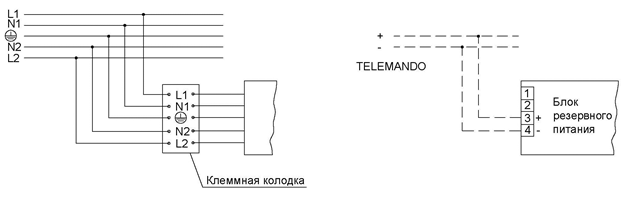 L1
N1
N2
L2
L1
N1
N2
L2
Клеммная колодка
+
-
TELEMANDO
1
2
3 +
4 -
Блок
резервного
питания